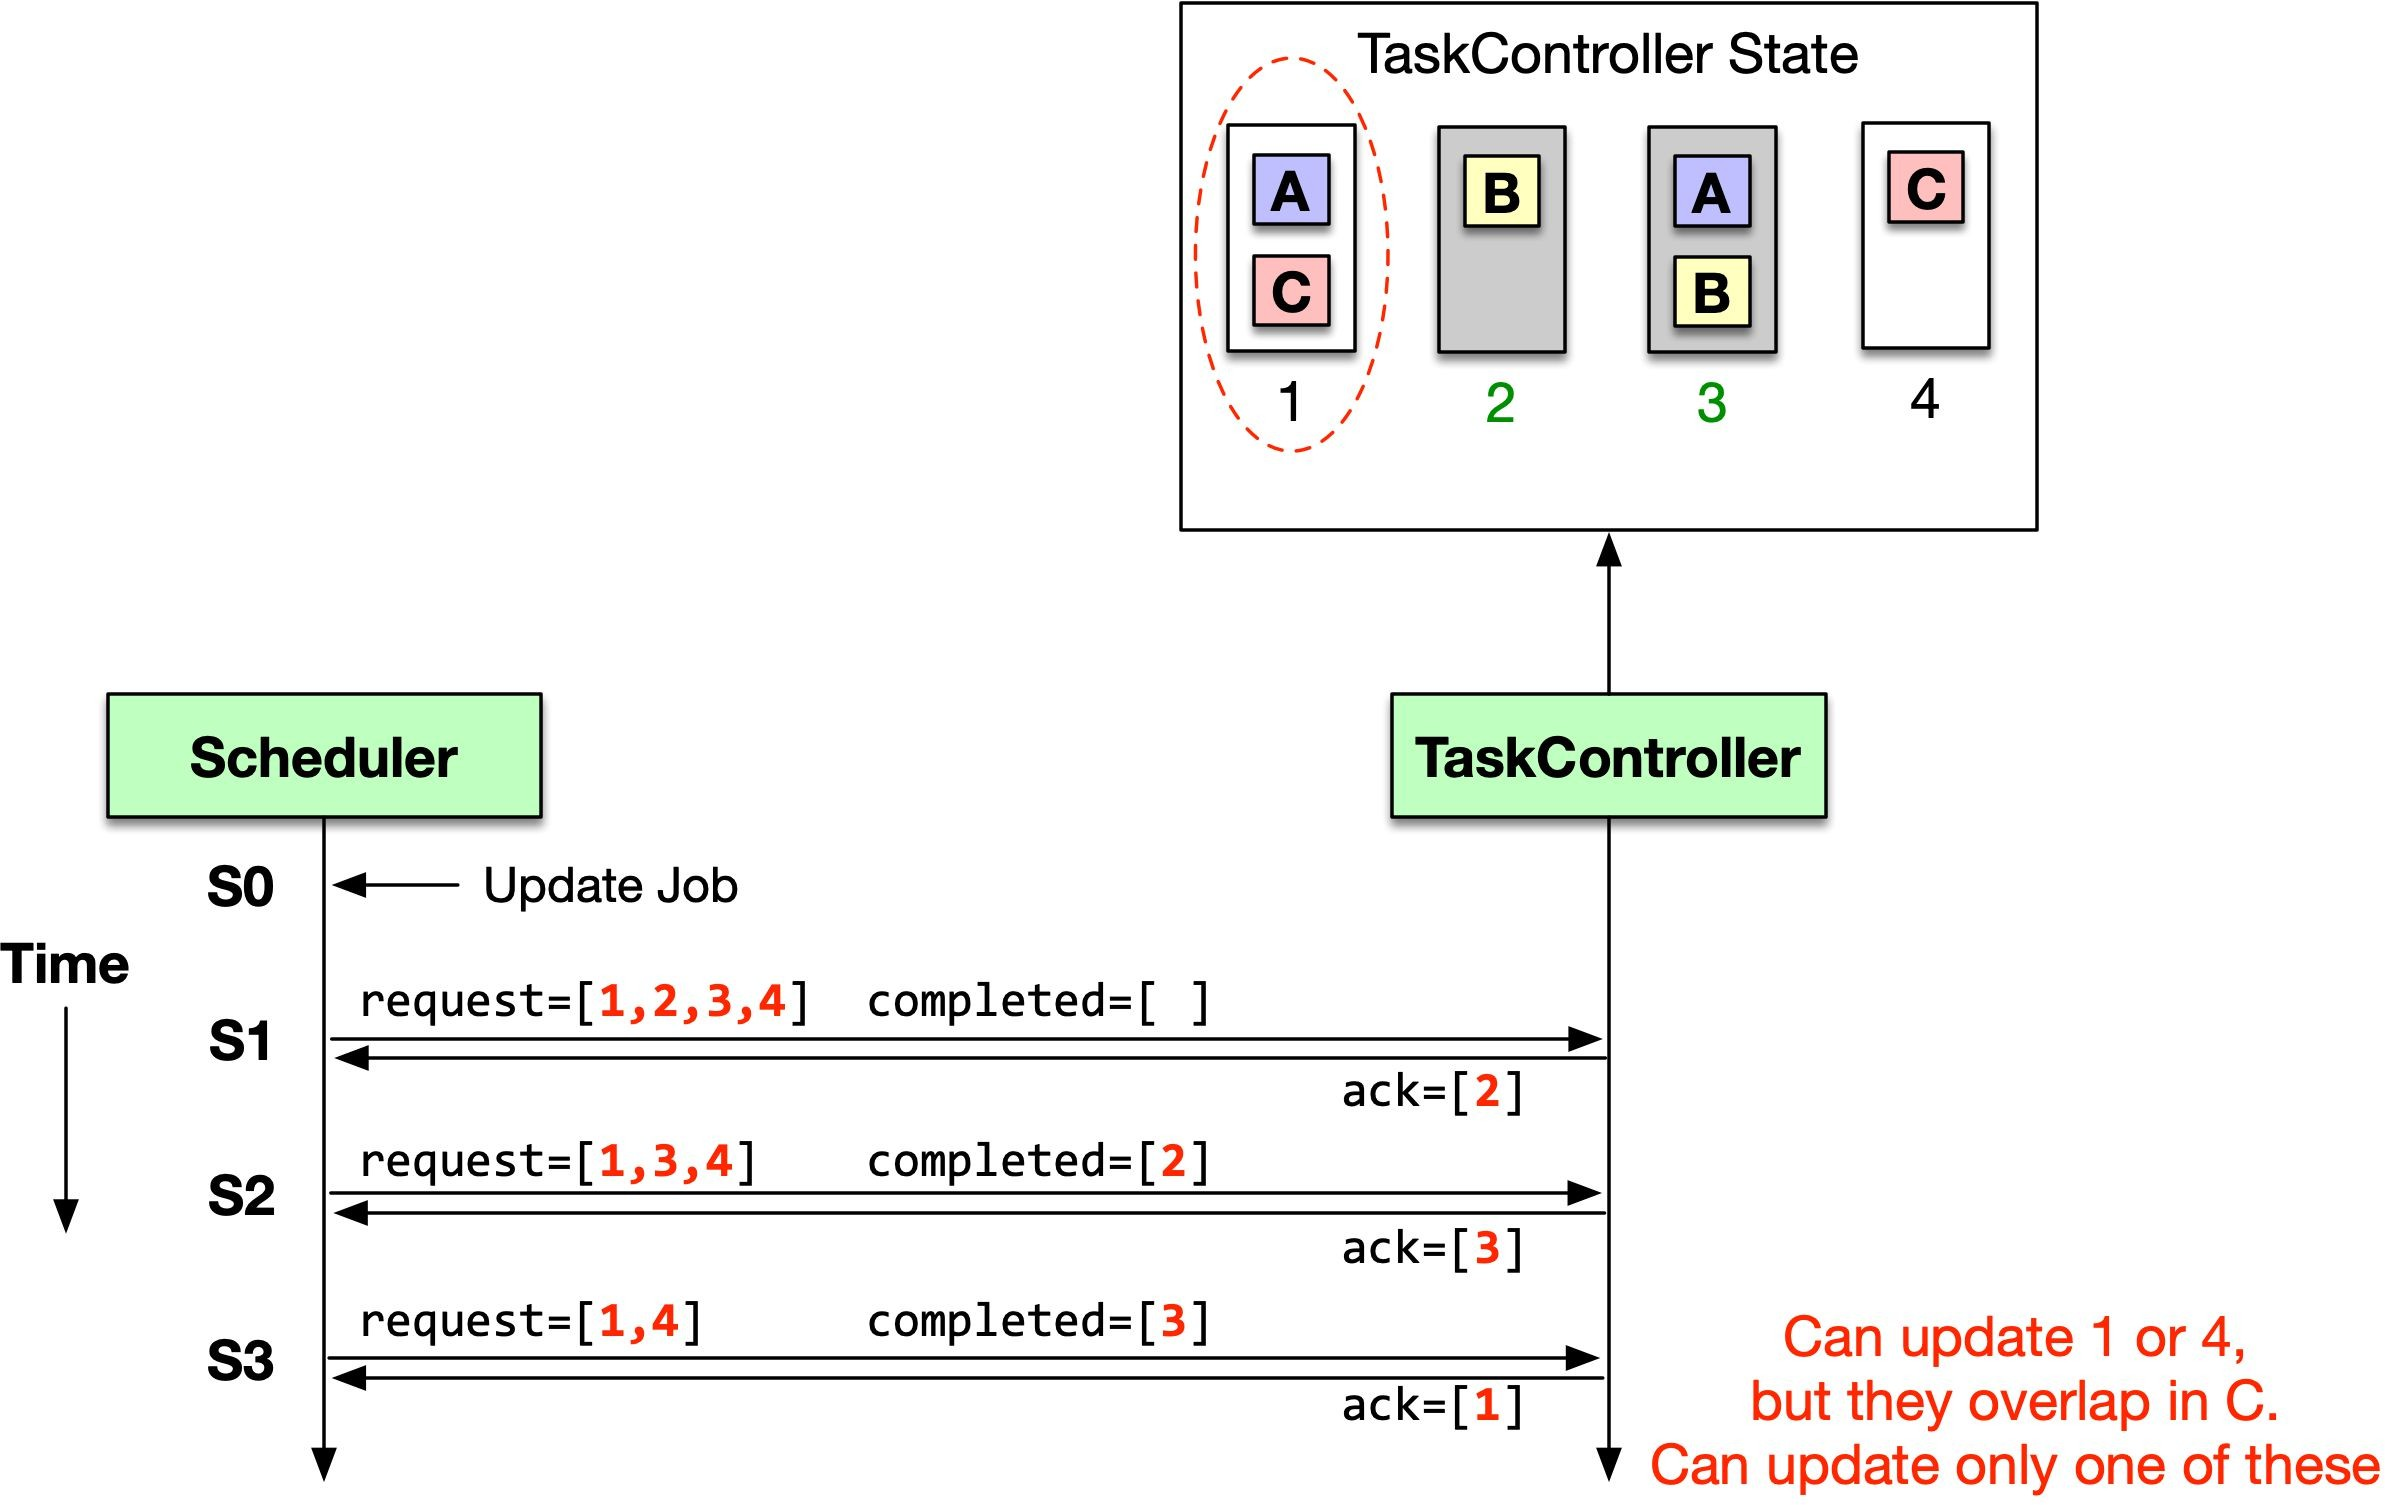 TaskController State
A B A C
C B
1 2 3 4
Scheduler TaskController
S0 Update Job
Time
request=[1,2,3,4] completed=[ ]
S1
ack=[2]
request=[1,3,4] completed=[2]
S2
ack=[3]
request=[1,4] completed=[3]
S3
ack=[1]
Can update 1 or 4,
but they overlap in C.
Can update only one of these